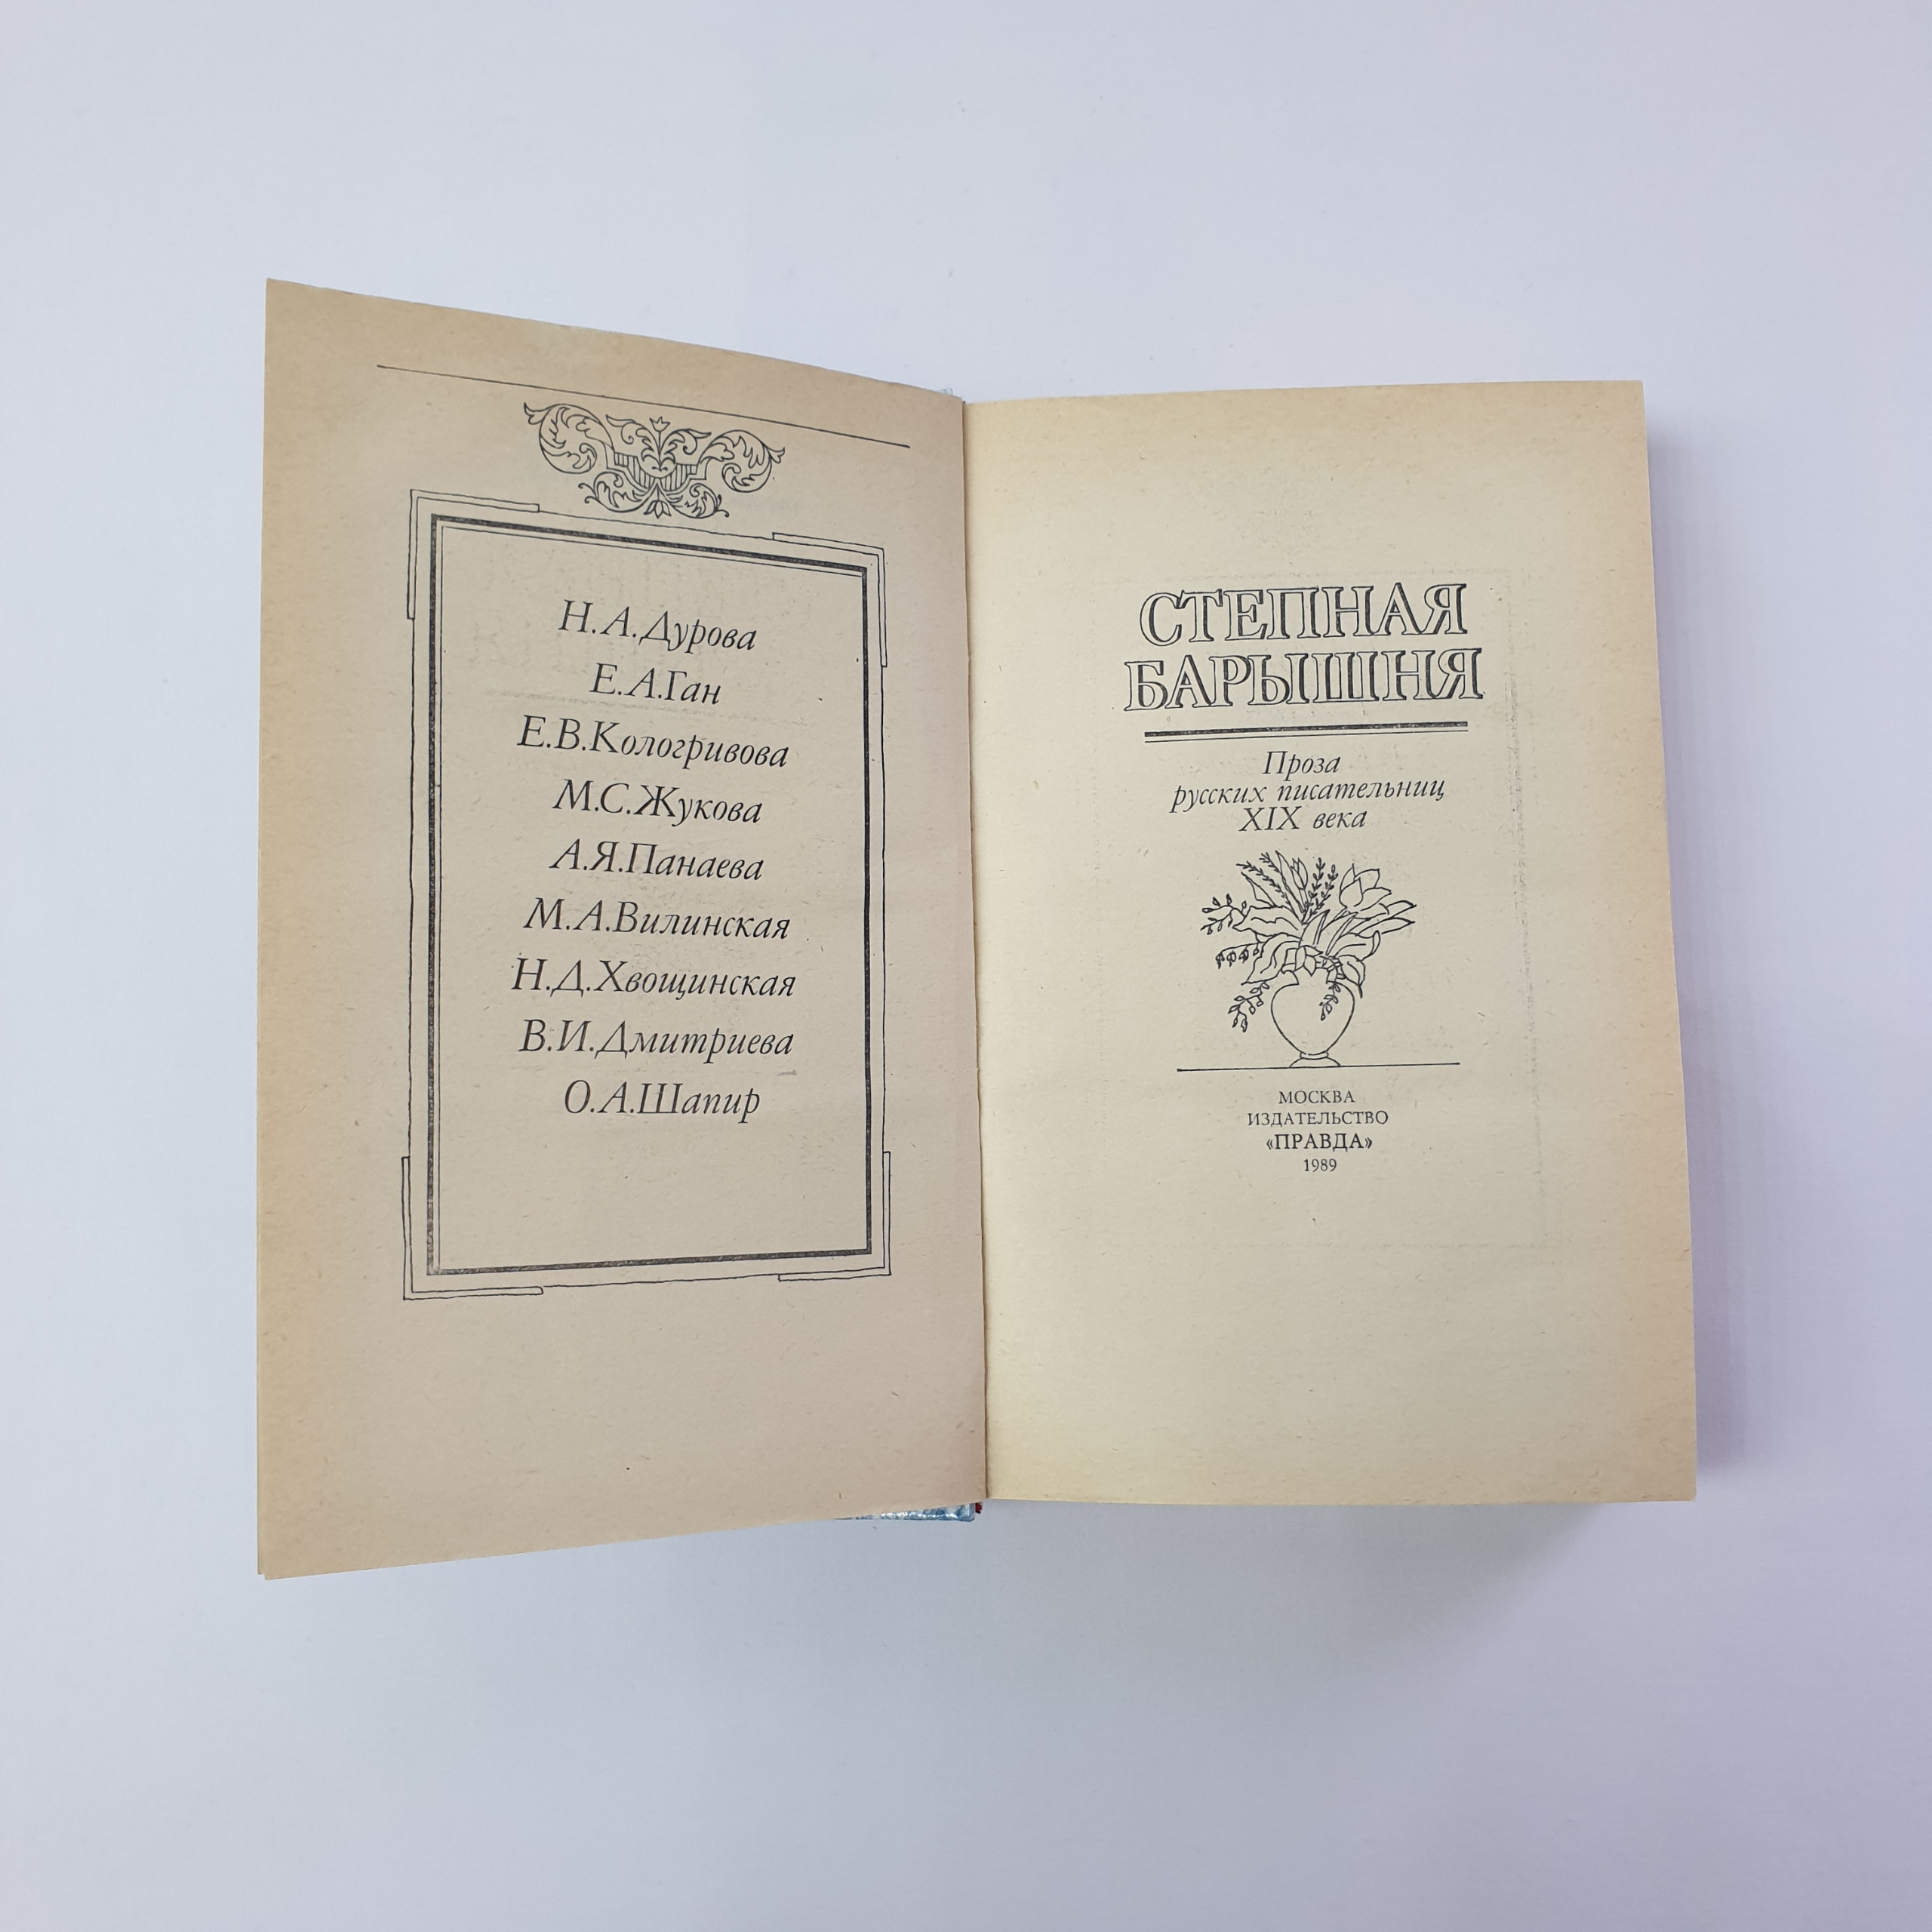 Н.А.Дурова
Е.А.Ган
Е.В.Кологривова
М.С.Жукова
А.Я.Панаева
М.А.Вилинская
Н.Д.Хвощинская
В.И.Дмитриева
О.А.Шапир
СТЕПНАЯ
БАРЫШНЯ
Проза
русских писательниц
XIX века
МОСКВА
ИЗДАТЕЛЬСТВО
«ПРАВДА»
1989